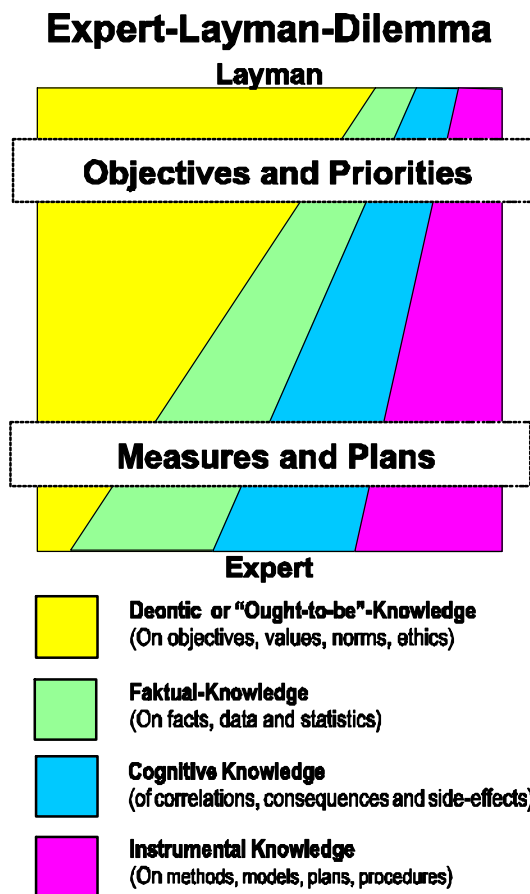 Expert-Layman-Dilemma
Layman
Objectives and Priorities
Measures and Plans
Expert
Deontic or "Ought-to-be"-Knowledge
(On objectives, values, norms, ethics)
Faktual-Knowledge
(On facts, data and statistics)
Cognitive Knowledge
(of correlations, consequences and side-effects)
Instrumental Knowledge
(On methods, models, plans, procedures)